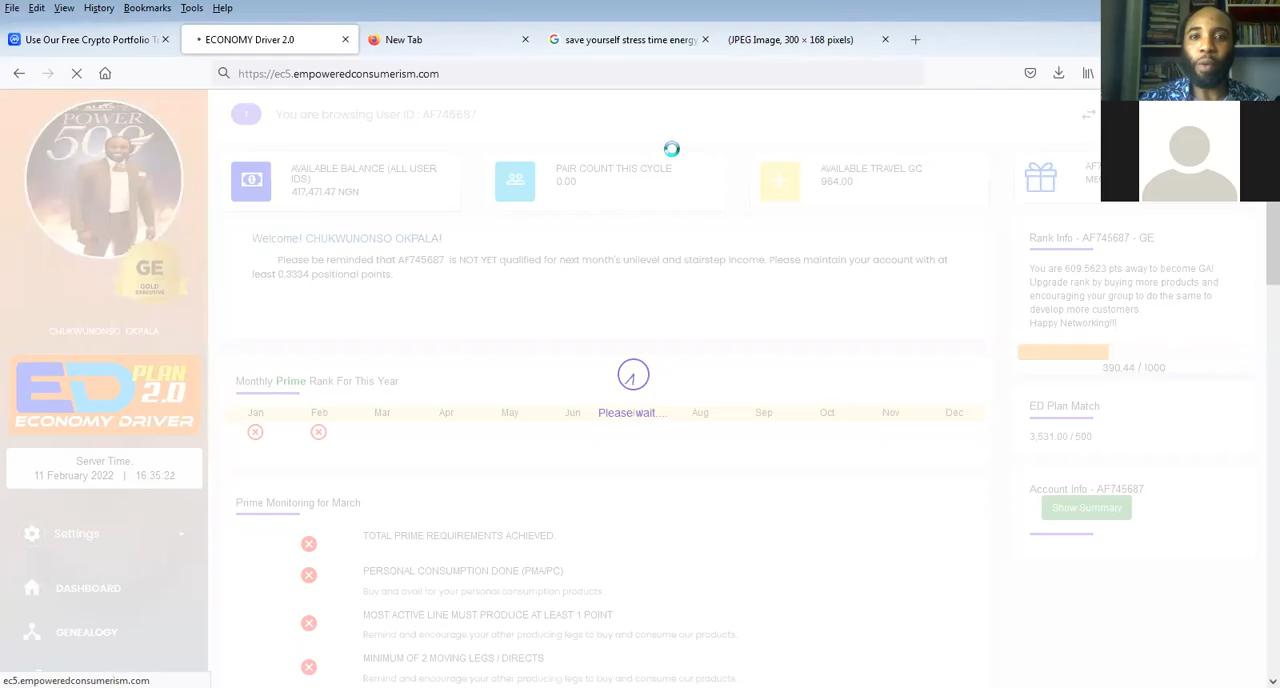 File Edit View History Bookmarks Tools Help
Use Our Free Crypto Portfolio T
ECONOMY Driver 2.0
New Tab
save yourself stress time energy
(JPEG Image, 300 × 168 pixels)
https://ec5.empoweredconsumerism.com
POWER
500
GE
GOLD
EXECUTIVE
CHUKWUNONSO OKPALA
ED PLAN 2.0
ECONOMY DRIVER
Server Time.
11 February 2022 | 16:35:22
Settings
DASHBOARD
GENEALOGY
You are browsing User ID : AF745687
AVAILABLE BALANCE (ALL USER
IDS)
417,471.47 NGN
PAIR COUNT THIS CYCLE
0.00
AVAILABLE TRAVEL GC
964.00
Welcome! CHUKWUNONSO OKPALA!
Please be reminded that AF745687 is NOT YET qualified for next month's unilevel and stairstep income. Please maintain your account with at
least 0.3334 positional points.
Monthly Prime Rank For This Year
Jan Feb Mar Apr May Jun Aug Sep Oct Nov Dec
Please wait....
Prime Monitoring for March
TOTAL PRIME REQUIREMENTS ACHIEVED.
PERSONAL CONSUMPTION DONE (PMA/PC)
Buy and avail for your personal consumption products.
MOST ACTIVE LINE MUST PRODUCE AT LEAST 1 POINT
Remind and encourage your other producing legs to buy and consume our products.
MINIMUM OF 2 MOVING LEGS / DIRECTS
Remind and encourage your other producing legs to buy and consume our products.
Rank Info - AF745687 - GE
You are 609.5623 pts away to become GA!
Upgrade rank by buying more products and
encouraging your group to do the same to
develop more customers.
Happy Networking!!!
390.44 / 1000
ED Plan Match
3,531.00 / 500
Account Info - AF745687
Show Summary
ec5.empoweredconsumerism.com